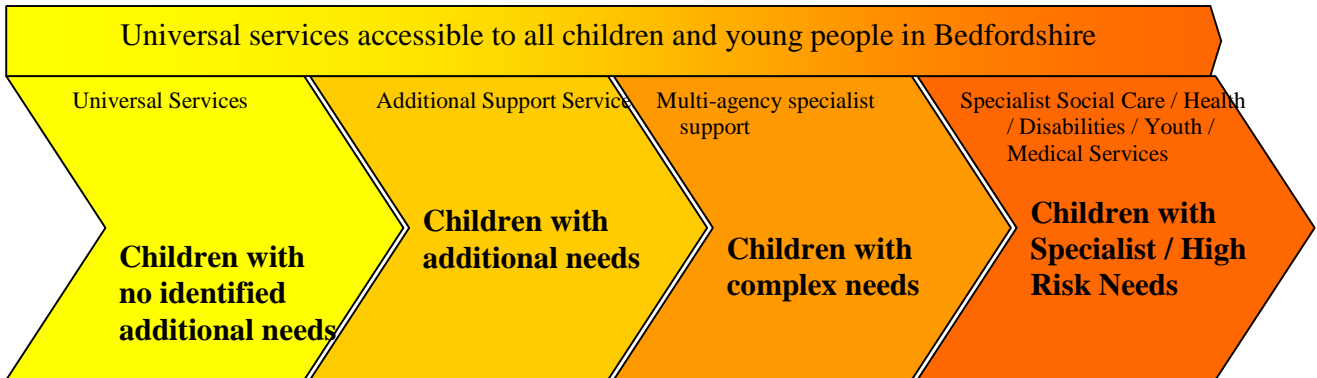 Universal services accessible to all children and young people in Bedfordshire
Universal Services
Children with
no identified
additional needs
Additional Support Service
Children with
additional needs
Multi-agency specialist
support
Children with
complex needs
Specialist Social Care / Health
/ Disabilities / Youth /
Medical Services
Children with
Specialist / High
Risk Needs